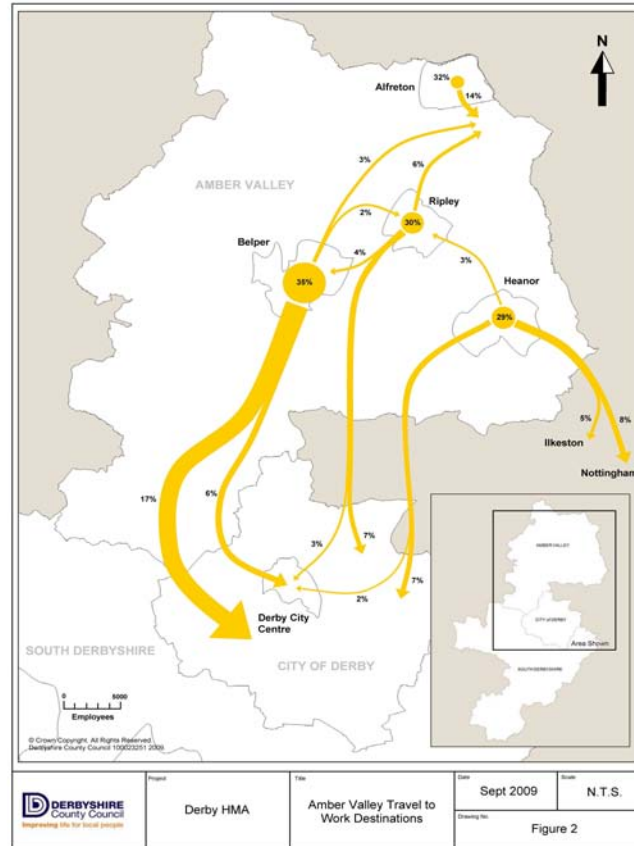 N
32%
Alfreton
14%
3%
6%
AMBER VALLEY
Ripley
2%
30%
Belper
4%
3%
Heanor
35%
29%
5%
8%
Ilkeston
Nottingham
17%
6%
3%
7%
7%
2%
Derby City
Centre
SOUTH DERBYSHIRE
CITY OF DERBY
AMBER VALLEY
CITY OF DERBY
Area Shown
SOUTH DERBYSHIRE
0 5000
Employees
© Crown Copyright. All Rights Reserved.
Derbyshire County Council 100023251 2009.
DERBYSHIRE
County Council
Improving life for local people
Project
Derby HMA
Title
Amber Valley Travel to
Work Destinations
Date
Sept 2009
Scale
N.T.S.
Drawing No.
Figure 2